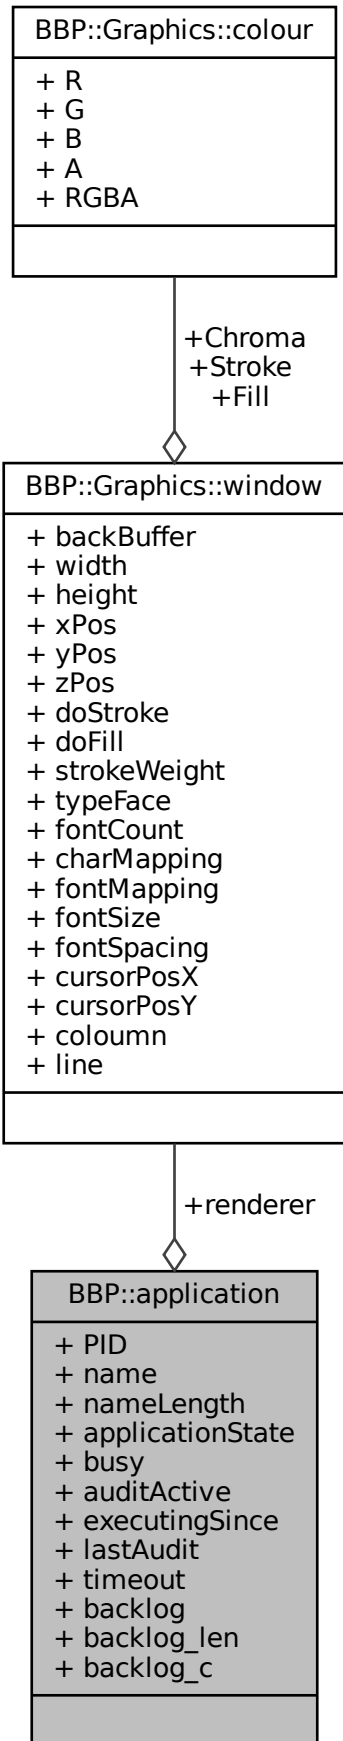 BBP::Graphics::colour
+ R
+ G
+ B
+ A
+ RGBA
+Chroma
+Stroke
+Fill
BBP::Graphics::window
+ backBuffer
+ width
+ height
+ xPos
+ yPos
+ zPos
+ doStroke
+ doFill
+ strokeWeight
+ typeFace
+ fontCount
+ charMapping
+ fontMapping
+ fontSize
+ fontSpacing
+ cursorPosX
+ cursorPosY
+ coloumn
+ line
+renderer
BBP::application
+ PID
+ name
+ nameLength
+ applicationState
+ busy
+ auditActive
+ executingSince
+ lastAudit
+ timeout
+ backlog
+ backlog_len
+ backlog_c